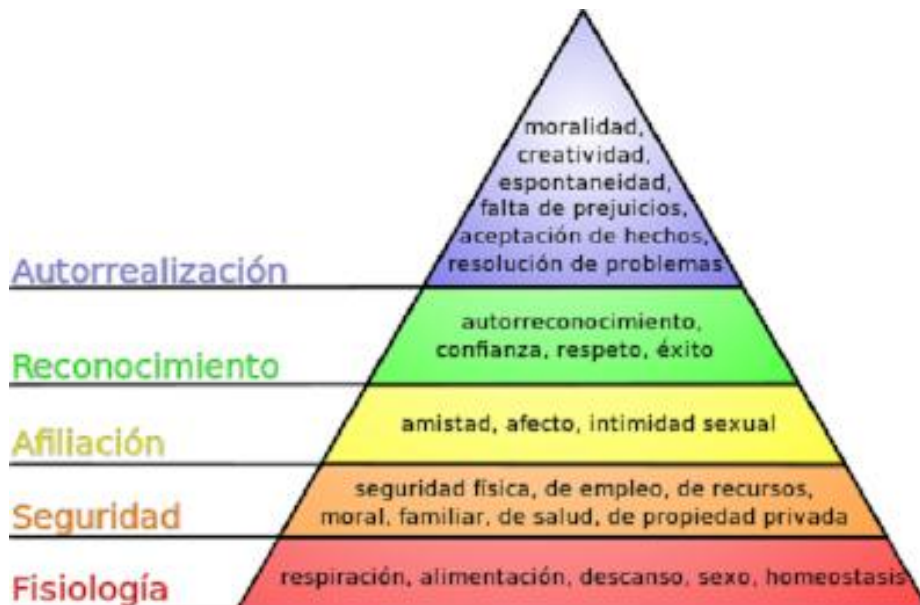 moralidad,
creatividad,
espontaneidad,
falta de prejuicios,
aceptación de hechos,
resolución de problemas
Autorrealización
autorreconocimiento,
confianza, respeto, éxito
Reconocimiento
amistad, afecto, intimidad sexual
Afiliación
seguridad física, de empleo, de recursos,
moral, familiar, de salud, de propiedad privada
Seguridad
respiración, alimentación, descanso, sexo, homeostasis
Fisiología